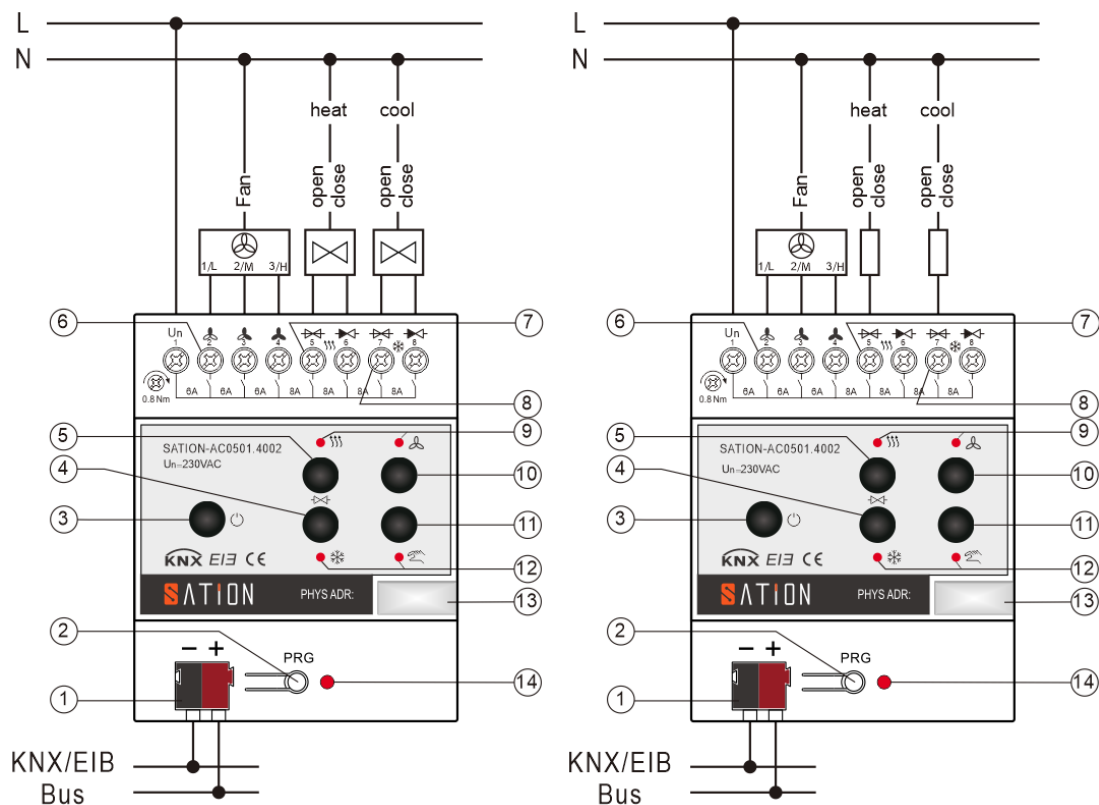 L
N
heat
cool
Fan
open
close
open
close
1/L 2/M 3/H
6
7
Un
1 2 3 4 5 6 7 8
0.8 Nm
6A 6A 6A 8A 8A 8A 8A
8
5
9
SATION-AC0501.4002
Un=230VAC
4
10
3
11
KNX EIB CE
12
SATION
PHYS ADR:
13
2
- +
PRG
1
14
KNX/EIB
Bus
L
N
heat
cool
Fan
open
close
open
close
1/L 2/M 3/H
6
7
Un
1 2 3 4 5 6 7 8
0.8 Nm
6A 6A 6A 8A 8A 8A 8A
8
5
9
SATION-AC0501.4002
Un=230VAC
4
10
3
11
KNX EIB CE
12
SATION
PHYS ADR:
13
2
- +
PRG
1
14
KNX/EIB
Bus